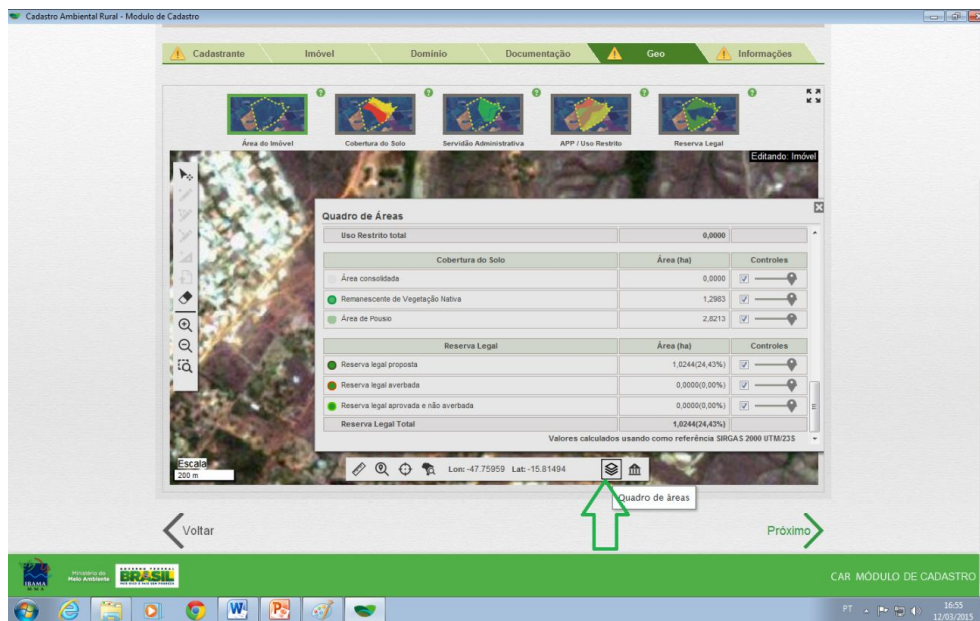 Cadastro Ambiental Rural - Modulo de Cadastro
Cadastrante Imóvel Domínio Documentação Geo Informações
Área do Imóvel Cobertura do Solo Servidão Administrativa APP / Uso Restrito Reserva Legal
Editando: Imóvel
Quadro de Áreas
Uso Restrito total 0,0000
Cobertura do Solo Área (ha) Controles
Área consolidada 0,0000
Remanescente de Vegetação Nativa 1,2983
Área de Pousio 2,8213
Reserva Legal Área (ha) Controles
Reserva legal proposta 1,0244(24,43%)
Reserva legal averbada 0,0000(0,00%)
Reserva legal aprovada e não averbada 0,0000(0,00%)
Reserva Legal Total 1,0244(24,43%)
Valores calculados usando como referência SIRGAS 2000 UTM/23S
Escala
200 m
Lon: -47.75959 Lat: -15.81494
Quadro de àreas
Voltar Próximo
IBAMA
M M A
Ministério do
Meio Ambiente
BRASIL
CAR MÓDULO DE CADASTRO
PT
16:55
12/03/2015